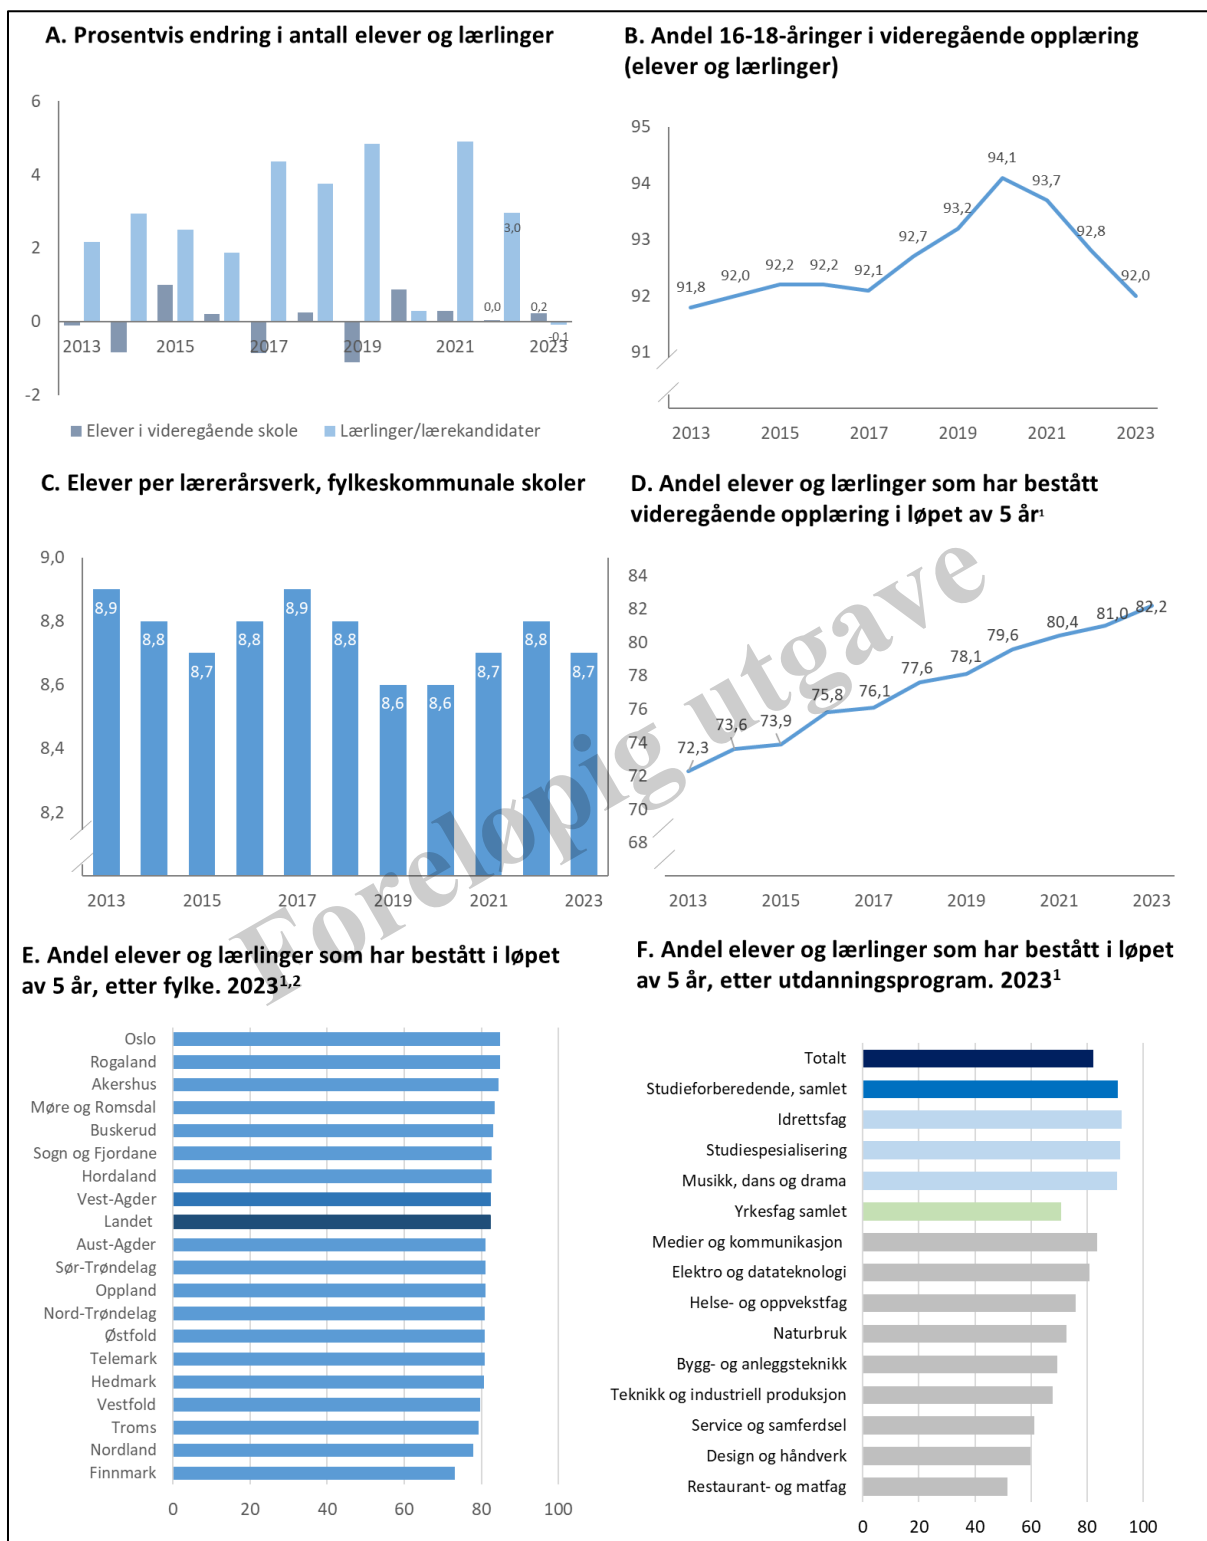 A. Prosentvis endring i antall elever og lærlinger
6
4
2
0
-2
3,0
0,0
0,2
-0,1
2013
2015
2017
2019
2021
2023
Elever i videregående skole
Lærlinger/lærekandidater
B. Andel 16-18-åringer i videregående opplæring
(elever og lærlinger)
95
94
93
92
91
91,8
92,0
92,2
92,2
92,1
92,7
93,2
94,1
93,7
92,8
92,0
2013
2015
2017
2019
2021
2023
C. Elever per lærerårsverk, fylkeskommunale skoler
9,0
8,8
8,6
8,4
8,2
8,9
8,8
8,7
8,8
8,9
8,8
8,6
8,6
8,7
8,8
8,7
2013
2015
2017
2019
2021
2023
D. Andel elever og lærlinger som har bestått
videregående opplæring i løpet av 5 år¹
84
82
80
78
76
74
72
70
68
72,3
73,6
73,9
75,8
76,1
77,6
78,1
79,6
80,4
81,0
82,2
2013
2015
2017
2019
2021
2023
Foreløpig utgave
E. Andel elever og lærlinger som har bestått i løpet
av 5 år, etter fylke. 2023¹,²
Oslo
Rogaland
Akershus
Møre og Romsdal
Buskerud
Sogn og Fjordane
Hordaland
Vest-Agder
Landet
Aust-Agder
Sør-Trøndelag
Oppland
Nord-Trøndelag
Østfold
Telemark
Hedmark
Vestfold
Troms
Nordland
Finnmark
0
20
40
60
80
100
F. Andel elever og lærlinger som har bestått i løpet
av 5 år, etter utdanningsprogram. 2023¹
Totalt
Studieforberedende, samlet
Idrettsfag
Studiespesialisering
Musikk, dans og drama
Yrkesfag samlet
Medier og kommunikasjon
Elektro og datateknologi
Helse- og oppvekstfag
Naturbruk
Bygg- og anleggsteknikk
Teknikk og industriell produksjon
Service og samferdsel
Design og håndverk
Restaurant- og matfag
0
20
40
60
80
100